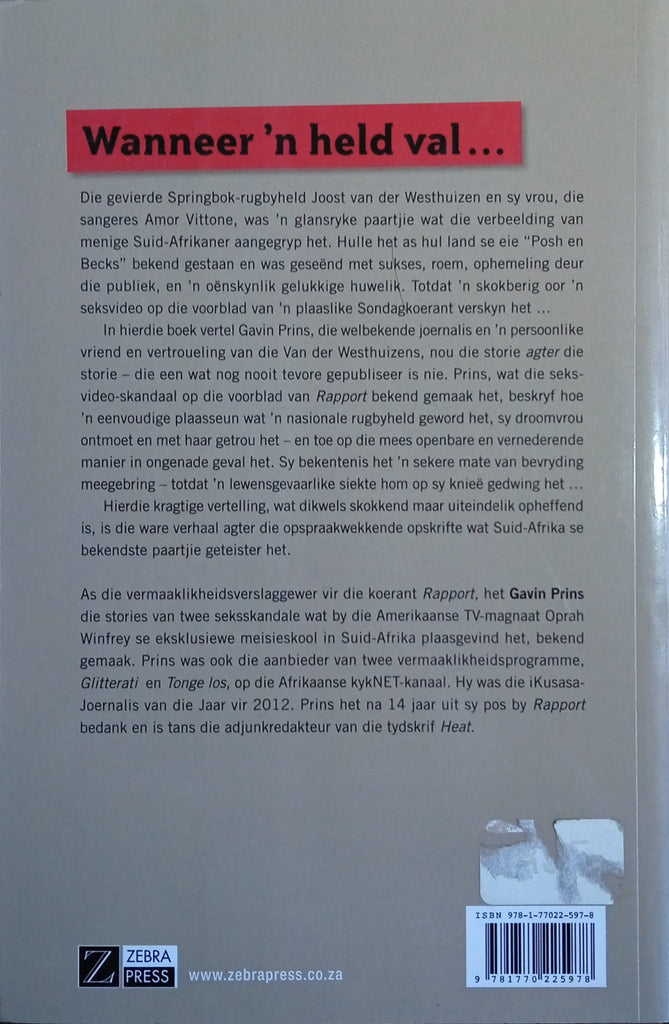 Wanneer 'n held val...
Die gevierde Springbok-rugbyheld Joost van der Westhuizen en sy vrou, die
sangeres Amor Vittone, was 'n glansryke paartjie wat die verbeelding van
menige Suid-Afrikaner aangegryp het. Hulle het as hul land se eie “Posh en
Becks” bekend gestaan en was geseënd met sukses, roem, ophemeling deur
die publiek, en 'n oënskynlik gelukkige huwelik. Totdat 'n skokberig oor 'n
seksvideo op die voorblad van 'n plaaslike Sondagkoerant verskyn het ...
In hierdie boek vertel Gavin Prins, die welbekende joernalis en 'n persoonlike
vriend en vertroueling van die Van der Westhuizens, nou die storie agter die
storie – die een wat nog nooit tevore gepubliseer is nie. Prins, wat die seks-
video-skandaal op die voorblad van Rapport bekend gemaak het, beskryf hoe
'n eenvoudige plaasseun wat 'n nasionale rugbyheld geword het, sy droomvrou
ontmoet en met haar getrou het – en toe op die mees openbare en vernederende
manier in ongenade geval het. Sy bekentenis het 'n sekere mate van bevryding
meegebring – totdat 'n lewensgevaarlike siekte hom op sy knieë gedwing het ...
Hierdie kragtige vertelling, wat dikwels skokkend maar uiteindelik opheffend
is, is die ware verhaal agter die opspraakwekkende opskrifte wat Suid-Afrika se
bekendste paartjie geteister het.
As die vermaaklikheidsverslaggewer vir die koerant Rapport, het Gavin Prins
die stories van twee seksskandale wat by die Amerikaanse TV-magnaat Oprah
Winfrey se eksklusiewe meisieskool in Suid-Afrika plaasgevind het, bekend
gemaak. Prins was ook die aanbieder van twee vermaaklikheidsprogramme,
Glitterati en Tonge los, op die Afrikaanse kykNET-kanaal. Hy was die iKusasa-
Joernalis van die Jaar vir 2012. Prins het na 14 jaar uit sy pos by Rapport
bedank en is tans die adjunkredakteur van die tydskrif Heat.
ISBN 978-1-77022-597-8
9 781770 225978
Z ZEBRA
PRESS
www.zebrapress.co.za